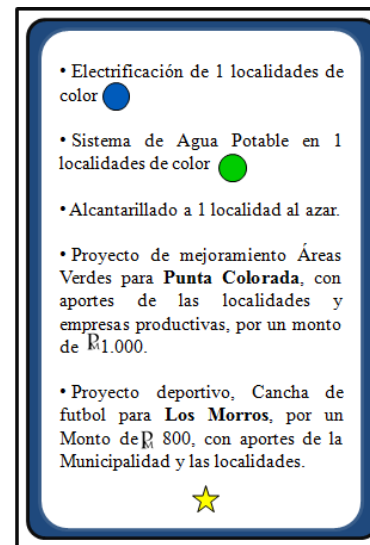 • Electrificación de 1 localidades de
color
• Sistema de Agua Potable en 1
localidades de color
• Alcantarillado a 1 localidad al azar.
• Proyecto de mejoramiento Áreas
Verdes para Punta Colorada, con
aportes de las localidades y
empresas productivas, por un monto
de 1.000.
• Proyecto deportivo, Cancha de
futbol para Los Morros, por un
Monto de 800, con aportes de la
Municipalidad y las localidades.